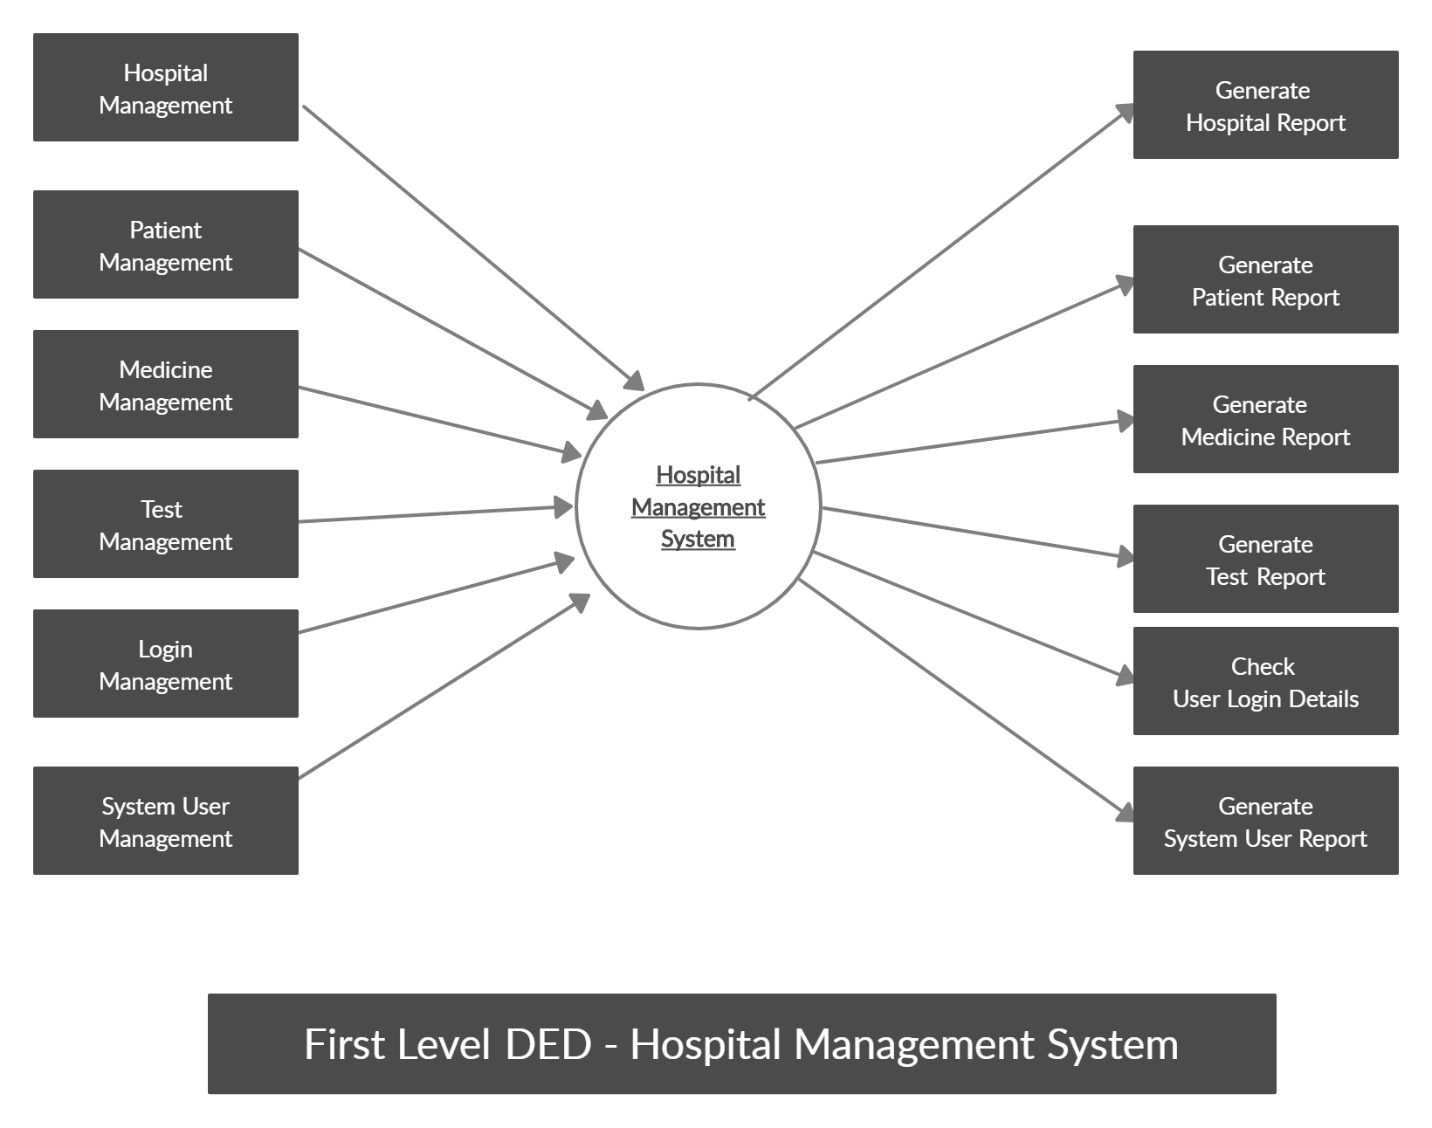 Hospital
Management
Patient
Management
Medicine
Management
Test
Management
Login
Management
System User
Management
Hospital
Management
System
Generate
Hospital Report
Generate
Patient Report
Generate
Medicine Report
Generate
Test Report
Check
User Login Details
Generate
System User Report
First Level DED - Hospital Management System